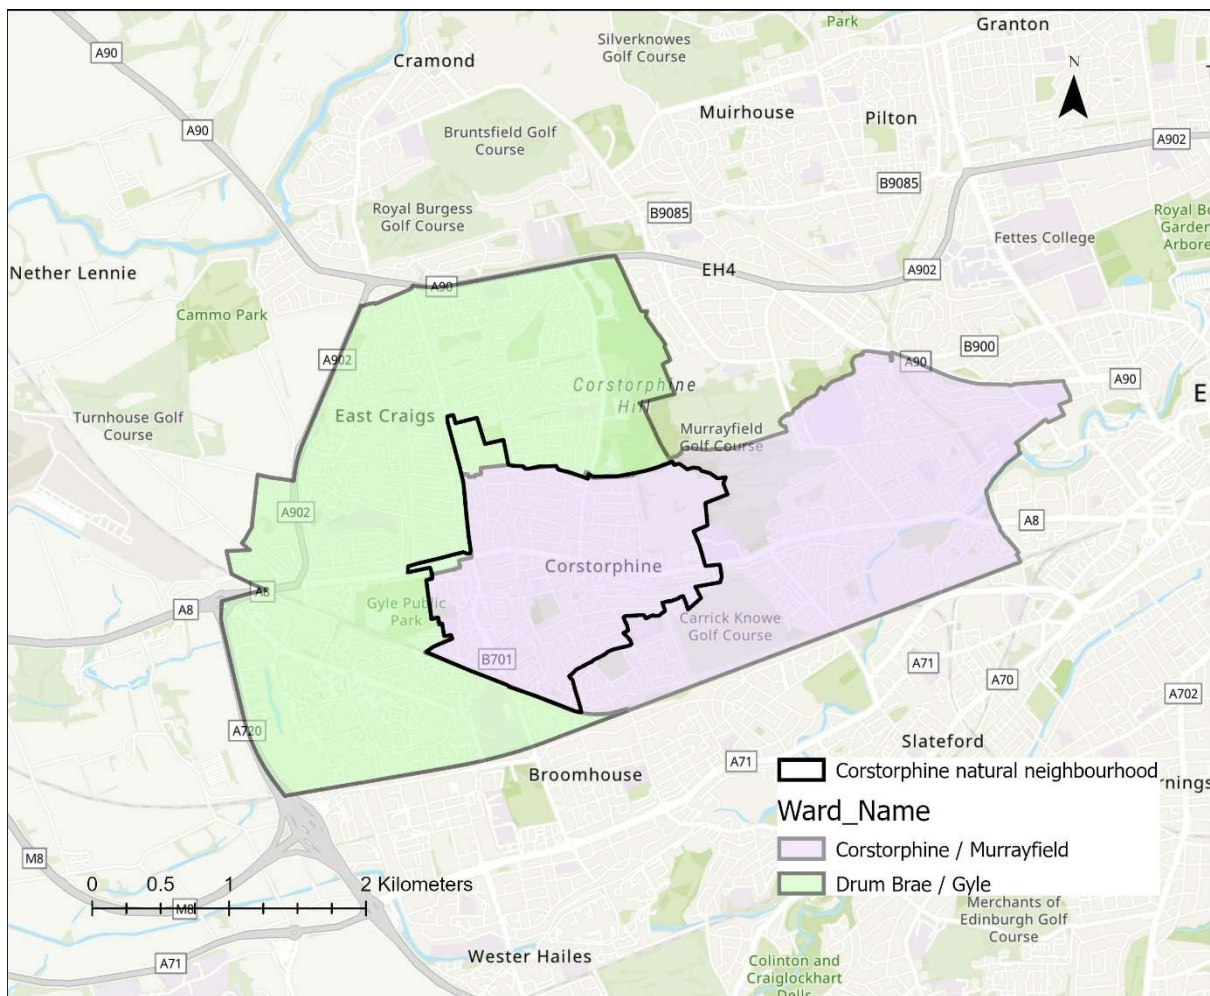 Park
Granton
Silverknowes
Golf Course
A90
Cramond
N
Muirhouse
Pilton
A90
Bruntsfield Golf
Course
A902
B9085
Royal Burgess
Golf Course
B9085
Royal Bo
Garden
Arbore
Fettes College
Nether Lennie
EH4
A902
A90
Cammo Park
A902
B900
A90
A90
Corstorphine
Hill
E
Turnhouse Golf
Course
East Craigs
Murrayfield
Golf Course
A902
A8
Corstorphine
A8
A8
Gyle Public
Park
Carrick Knowe
Golf Course
B701
A71
A70
A702
A720
Slateford
A71
Broomhouse
Corstorphine natural neighbourhood
rnings
Ward_Name
Corstorphine / Murrayfield
M8
Drum Brae / Gyle
0 0.5 1 2 Kilometers
M8
Merchants of
Edinburgh Golf
Course
A71
Wester Hailes
Colinton and
Craiglockhart
Dells